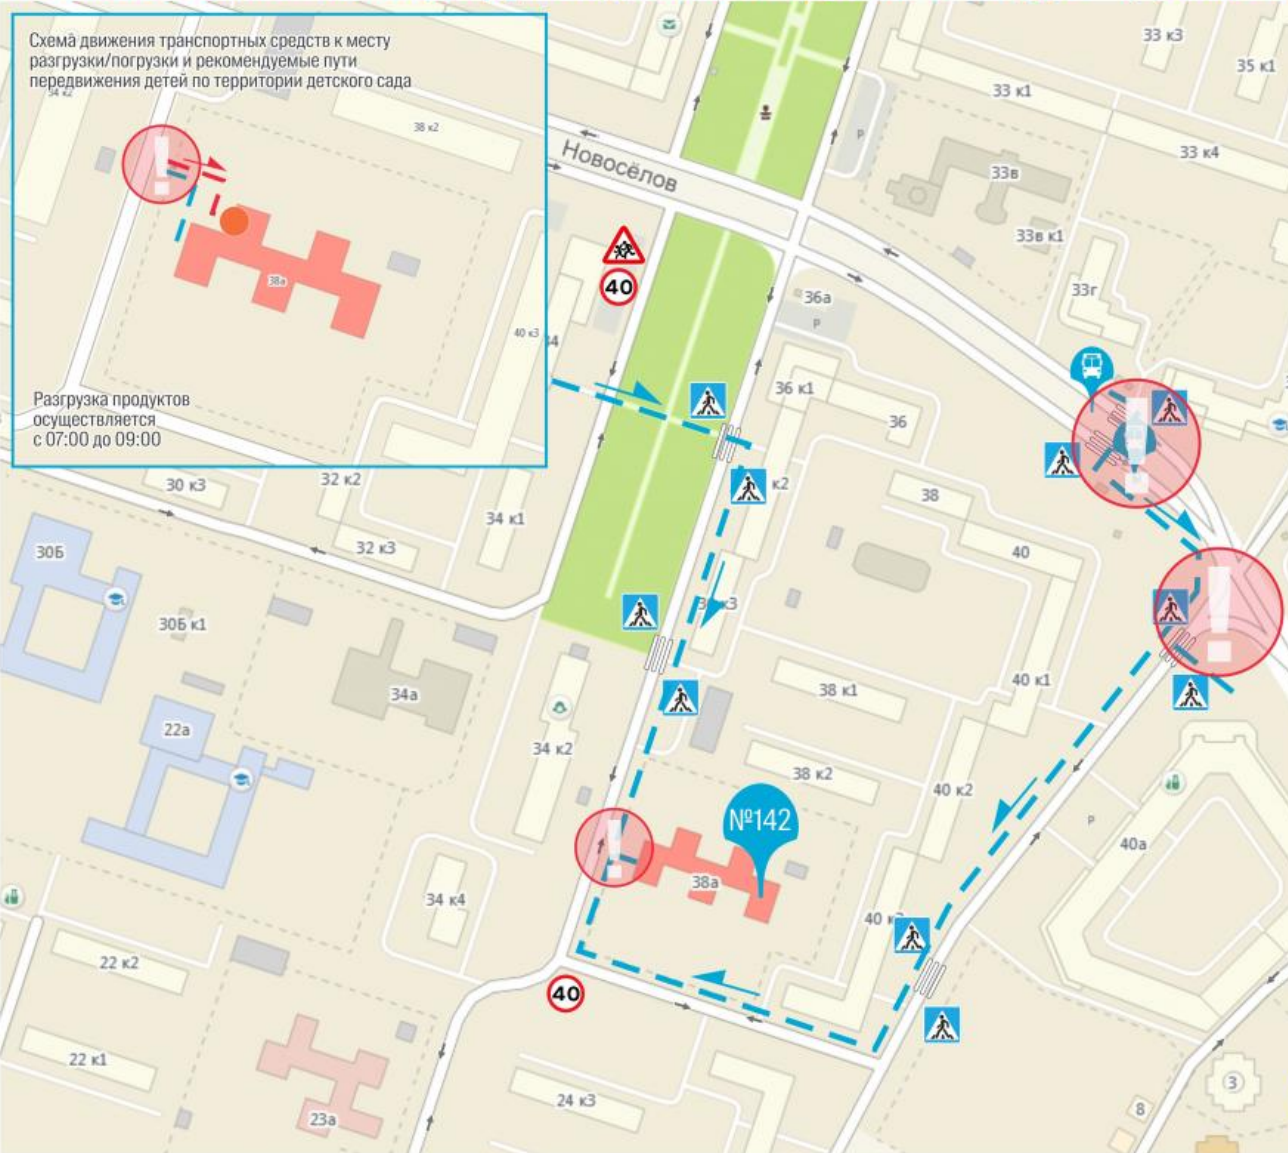 Схема движения транспортных средств к месту
разгрузки/погрузки и рекомендуемые пути
передвижения детей по территории детского сада
38 к2
38а
40 к3
Разгрузка продуктов
осуществляется
с 07:00 до 09:00
33 к3
35 к1
33 к1
P
33 к4
Новосёлов
33в
33в к1
40
36а
P
33г
36 к1
36
30 к3
32 к2
к2
38
34 к1
32 к3
40
30Б
30Б к1
38 к1
40 к1
34а
22а
34 к2
38 к2
40 к2
№142
P
40а
38а
34 к4
22 к2
40
22 к1
24 к3
23а
3
8